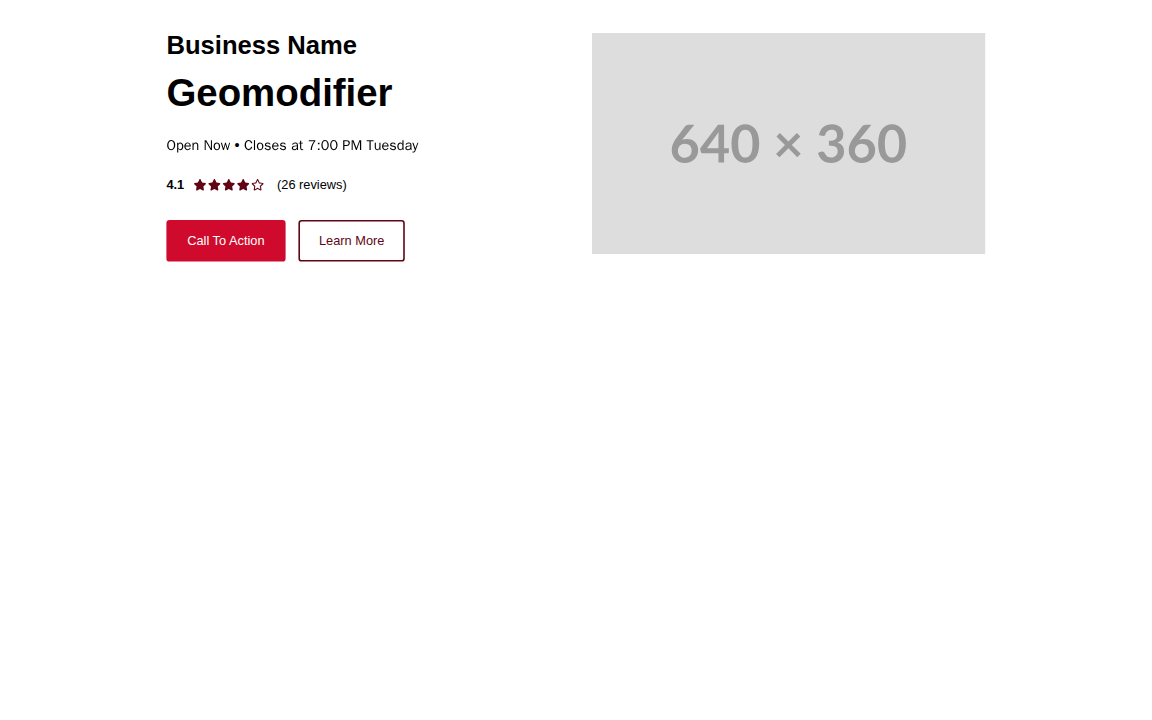 Business Name
Geomodifier
Open Now • Closes at 7:00 PM Tuesday
4.1 (26 reviews)
Call To Action
Learn More
640 × 360